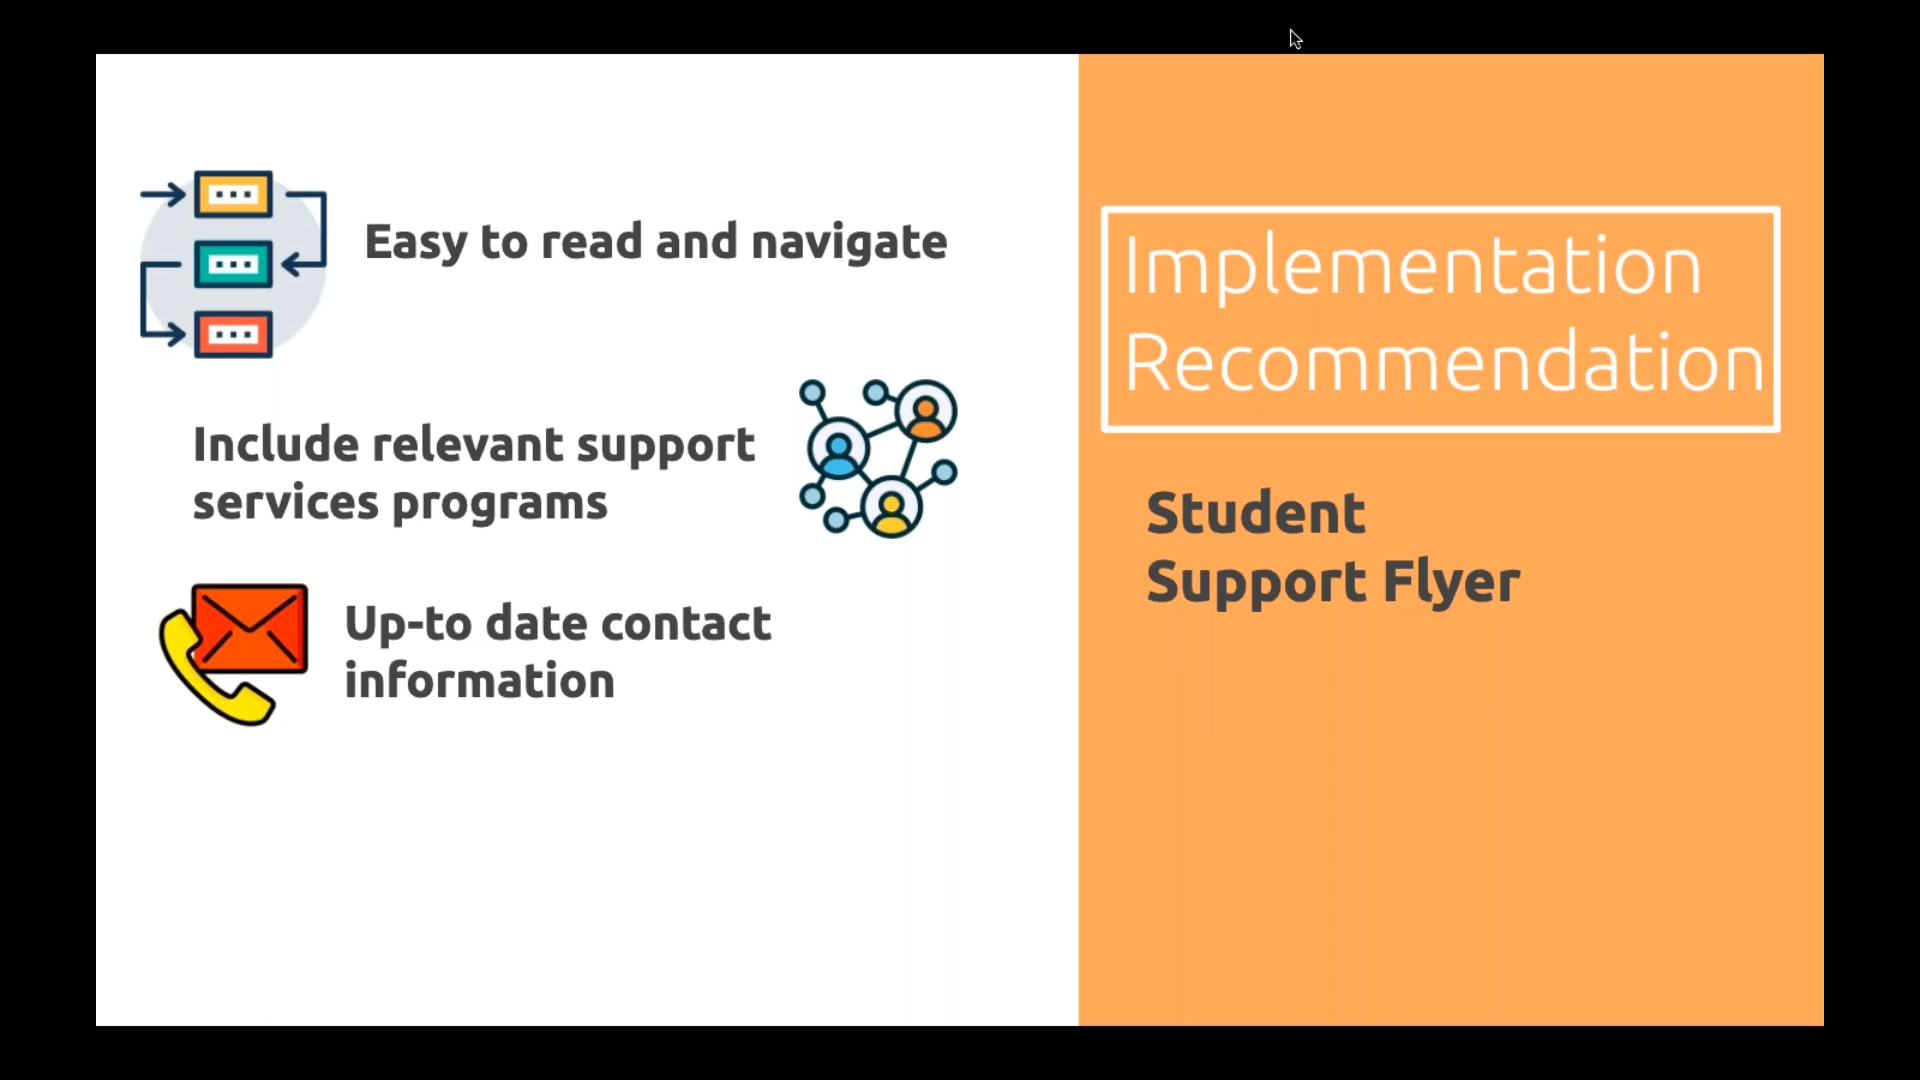 Easy to read and navigate
Include relevant support
services programs
Up-to date contact
information
Implementation
Recommendation
Student
Support Flyer